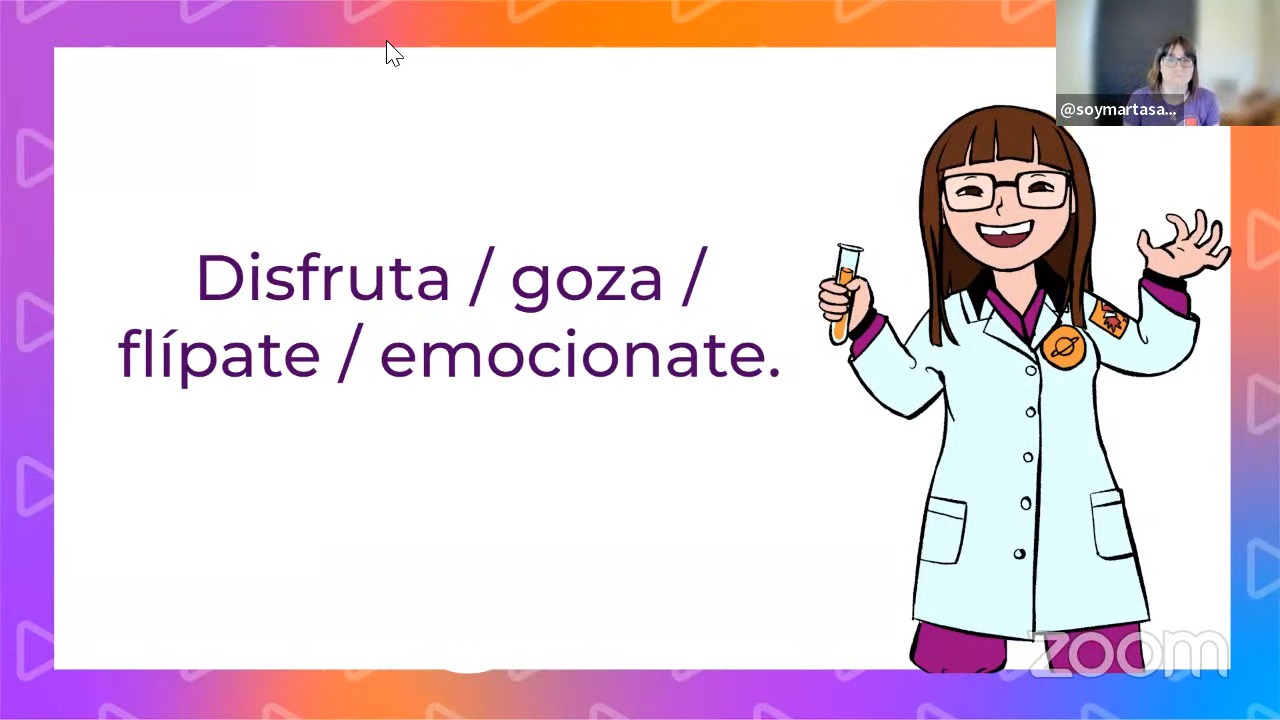 @soymartasa...
Disfruta / goza /
flípate / emocionate.
zoom